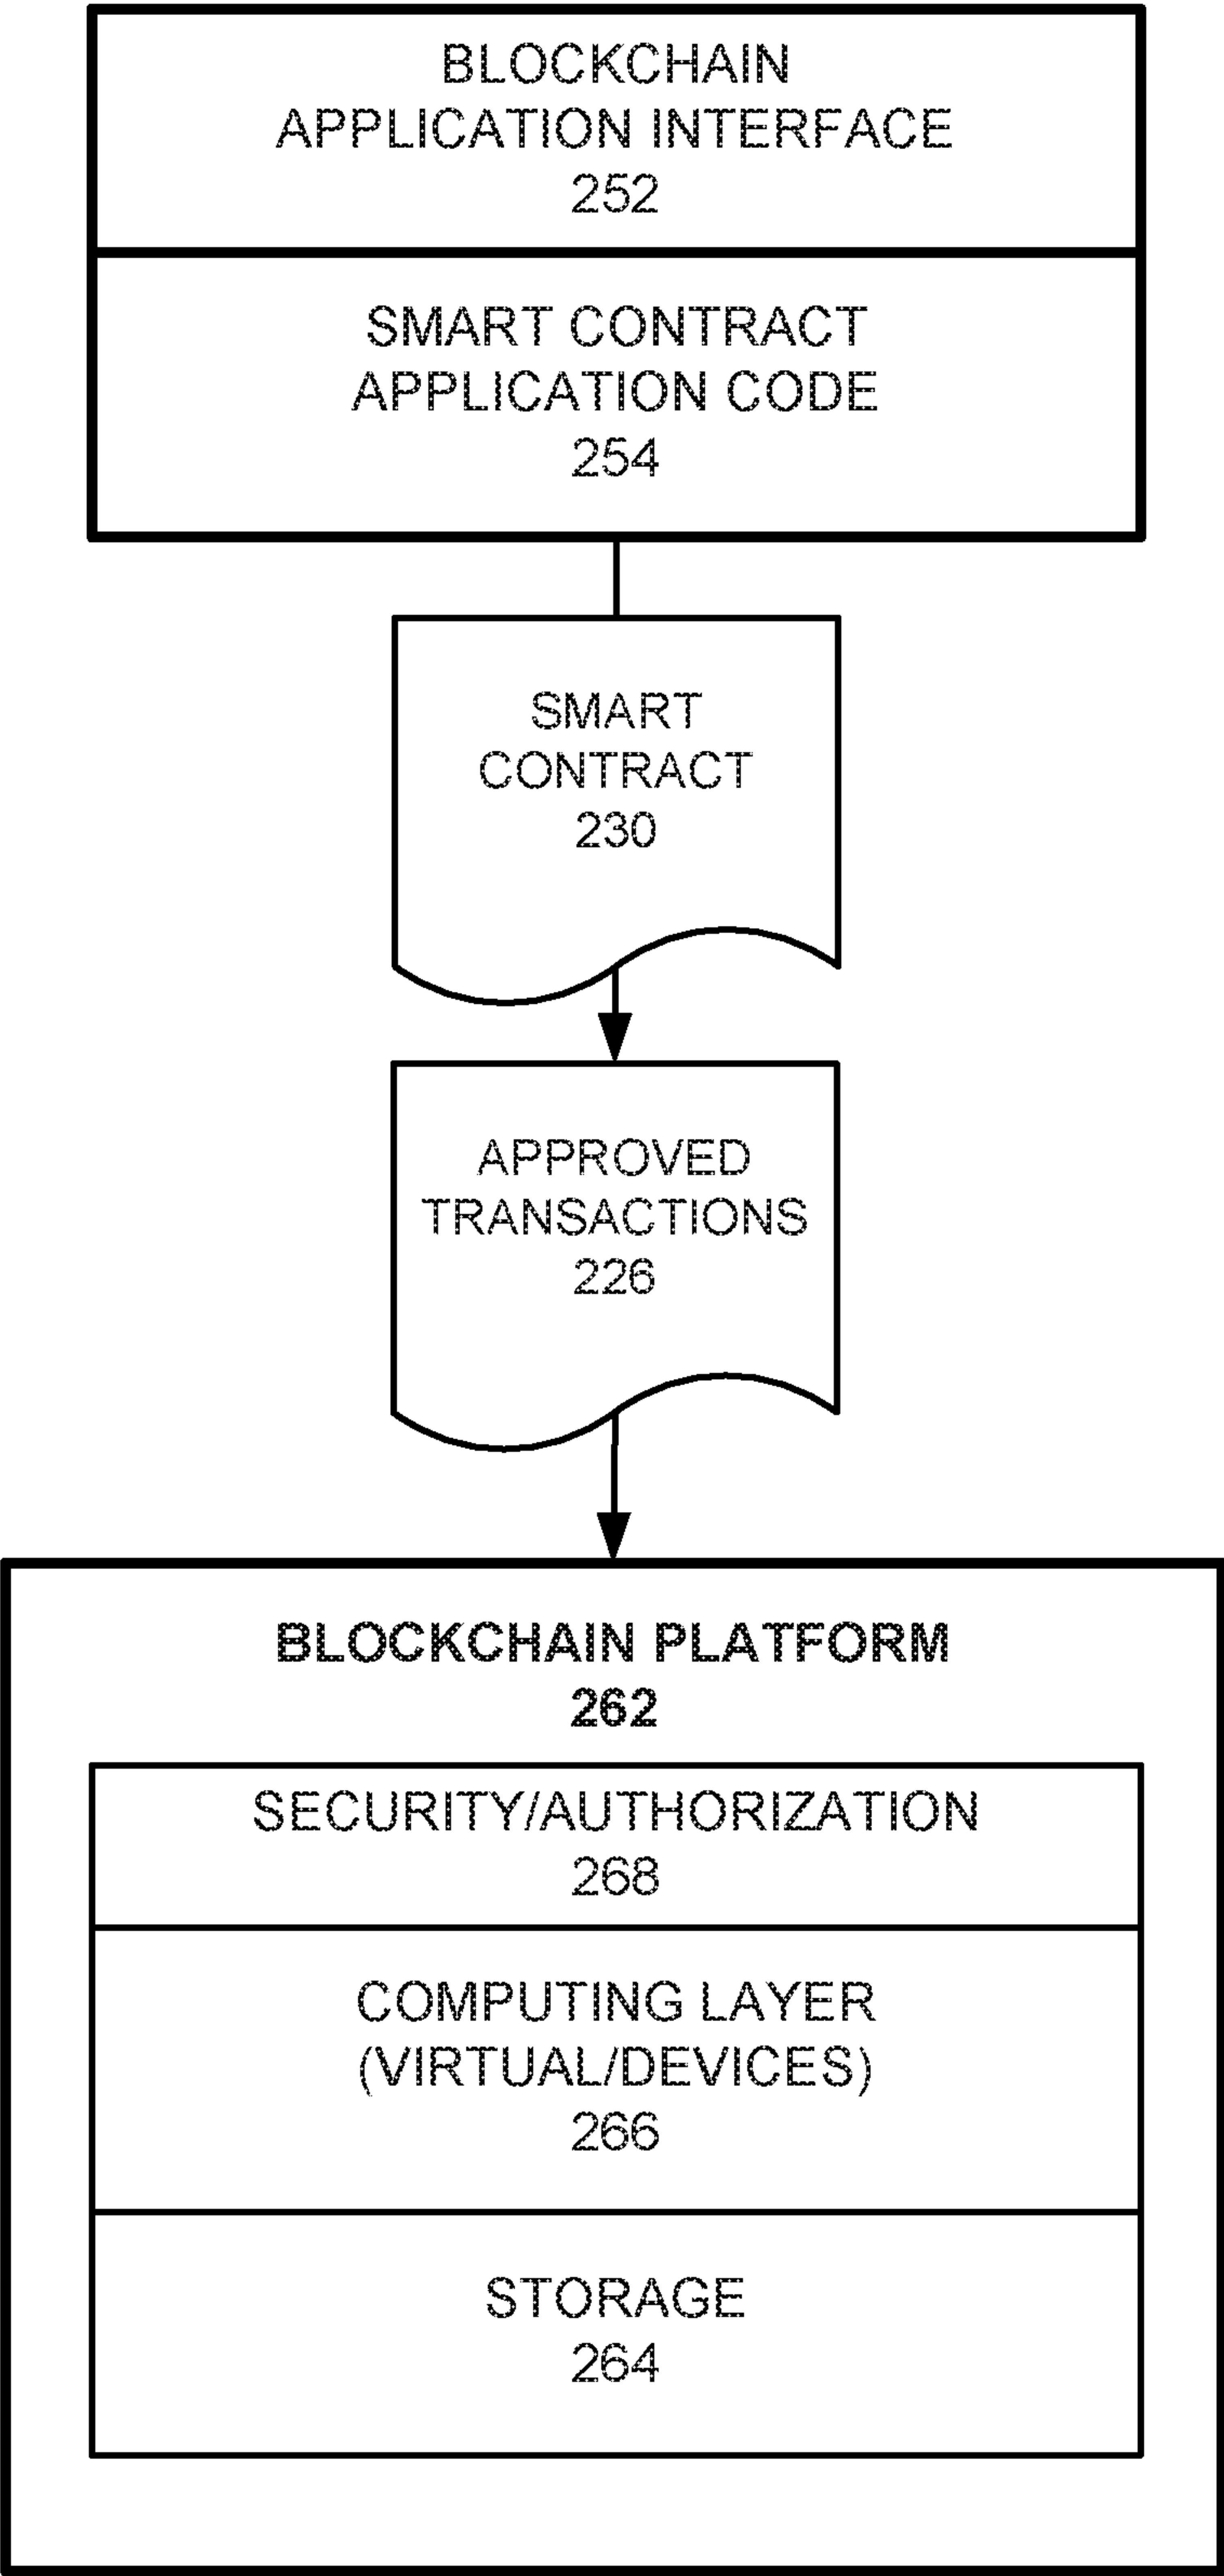 BLOCKCHAIN
APPLICATION INTERFACE
252
SMART CONTRACT
APPLICATION CODE
254
SMART
CONTRACT
230
APPROVED
TRANSACTIONS
226
BLOCKCHAIN PLATFORM
262
SECURITY/AUTHORIZATION
268
COMPUTING LAYER
(VIRTUAL/DEVICES)
266
STORAGE
264